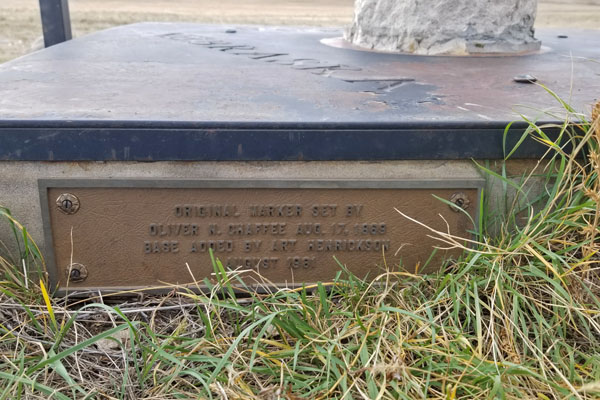 ORIGINAL MARKER SET BY
OLIVER N. CHAFFEE AUG. 17, 1869
BASE ADDED BY ART HENRICKSON
AUGUST 1981